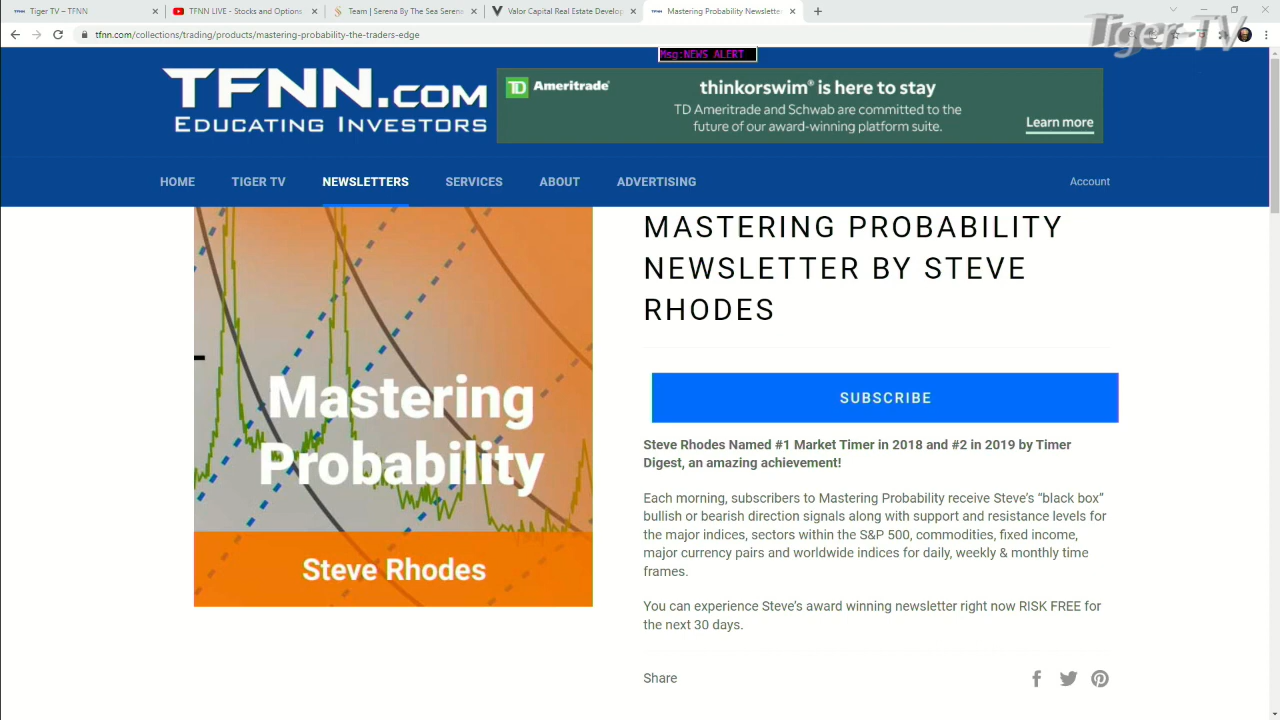 Tiger TV – TFNN
TFNN LIVE - Stocks and Options
Team Serena By The Sea Serena
Valor Capital Real Estate Develop
Mastering Probability Newslette
Tiger TV
tfnn.com/collections/trading/products/mastering-probability-the-traders-edge
Msg:NEWS ALERT
TFNN.COM
EDUCATING INVESTORS
TD Ameritrade
thinkorswim® is here to stay
TD Ameritrade and Schwab are committed to the
future of our award-winning platform suite.
Learn more
HOME TIGER TV NEWSLETTERS SERVICES ABOUT ADVERTISING Account
Mastering
Probability
Steve Rhodes
MASTERING PROBABILITY
NEWSLETTER BY STEVE
RHODES
SUBSCRIBE
Steve Rhodes Named #1 Market Timer in 2018 and #2 in 2019 by Timer
Digest, an amazing achievement!
Each morning, subscribers to Mastering Probability receive Steve’s “black box”
bullish or bearish direction signals along with support and resistance levels for
the major indices, sectors within the S&P 500, commodities, fixed income,
major currency pairs and worldwide indices for daily, weekly & monthly time
frames.
You can experience Steve’s award winning newsletter right now RISK FREE for
the next 30 days.
Share